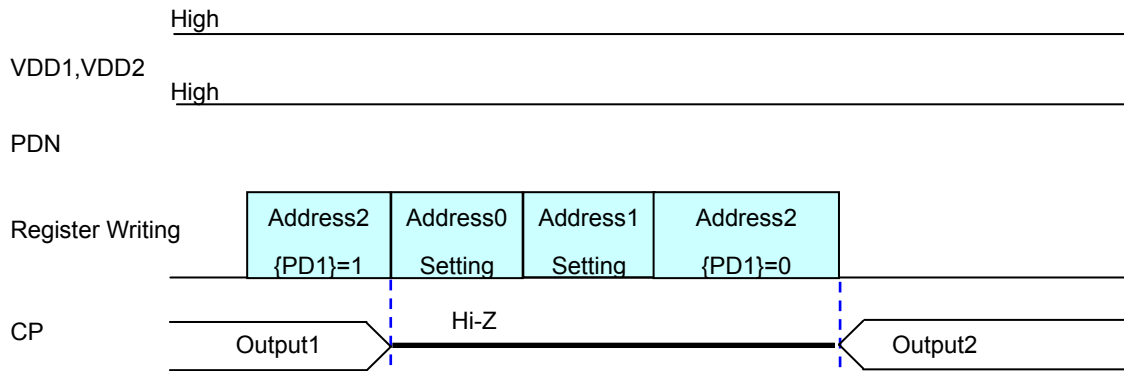 High
VDD1,VDD2
High
PDN
Register Writing
Address2
{PD1}=1
Address0
Setting
Address1
Setting
Address2
{PD1}=0
CP
Output1
Hi-Z
Output2